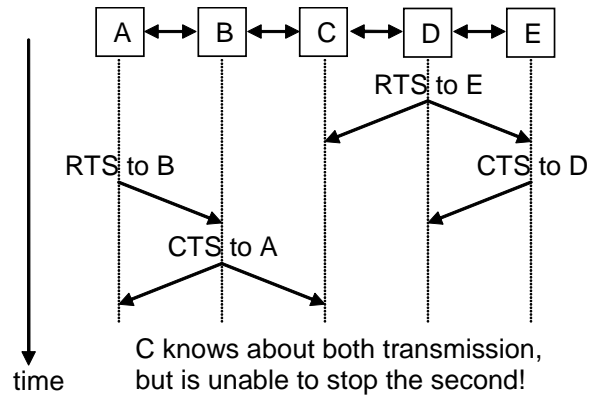 A B C D E
RTS to E
RTS to B CTS to D
CTS to A
C knows about both transmission,
but is unable to stop the second!
time